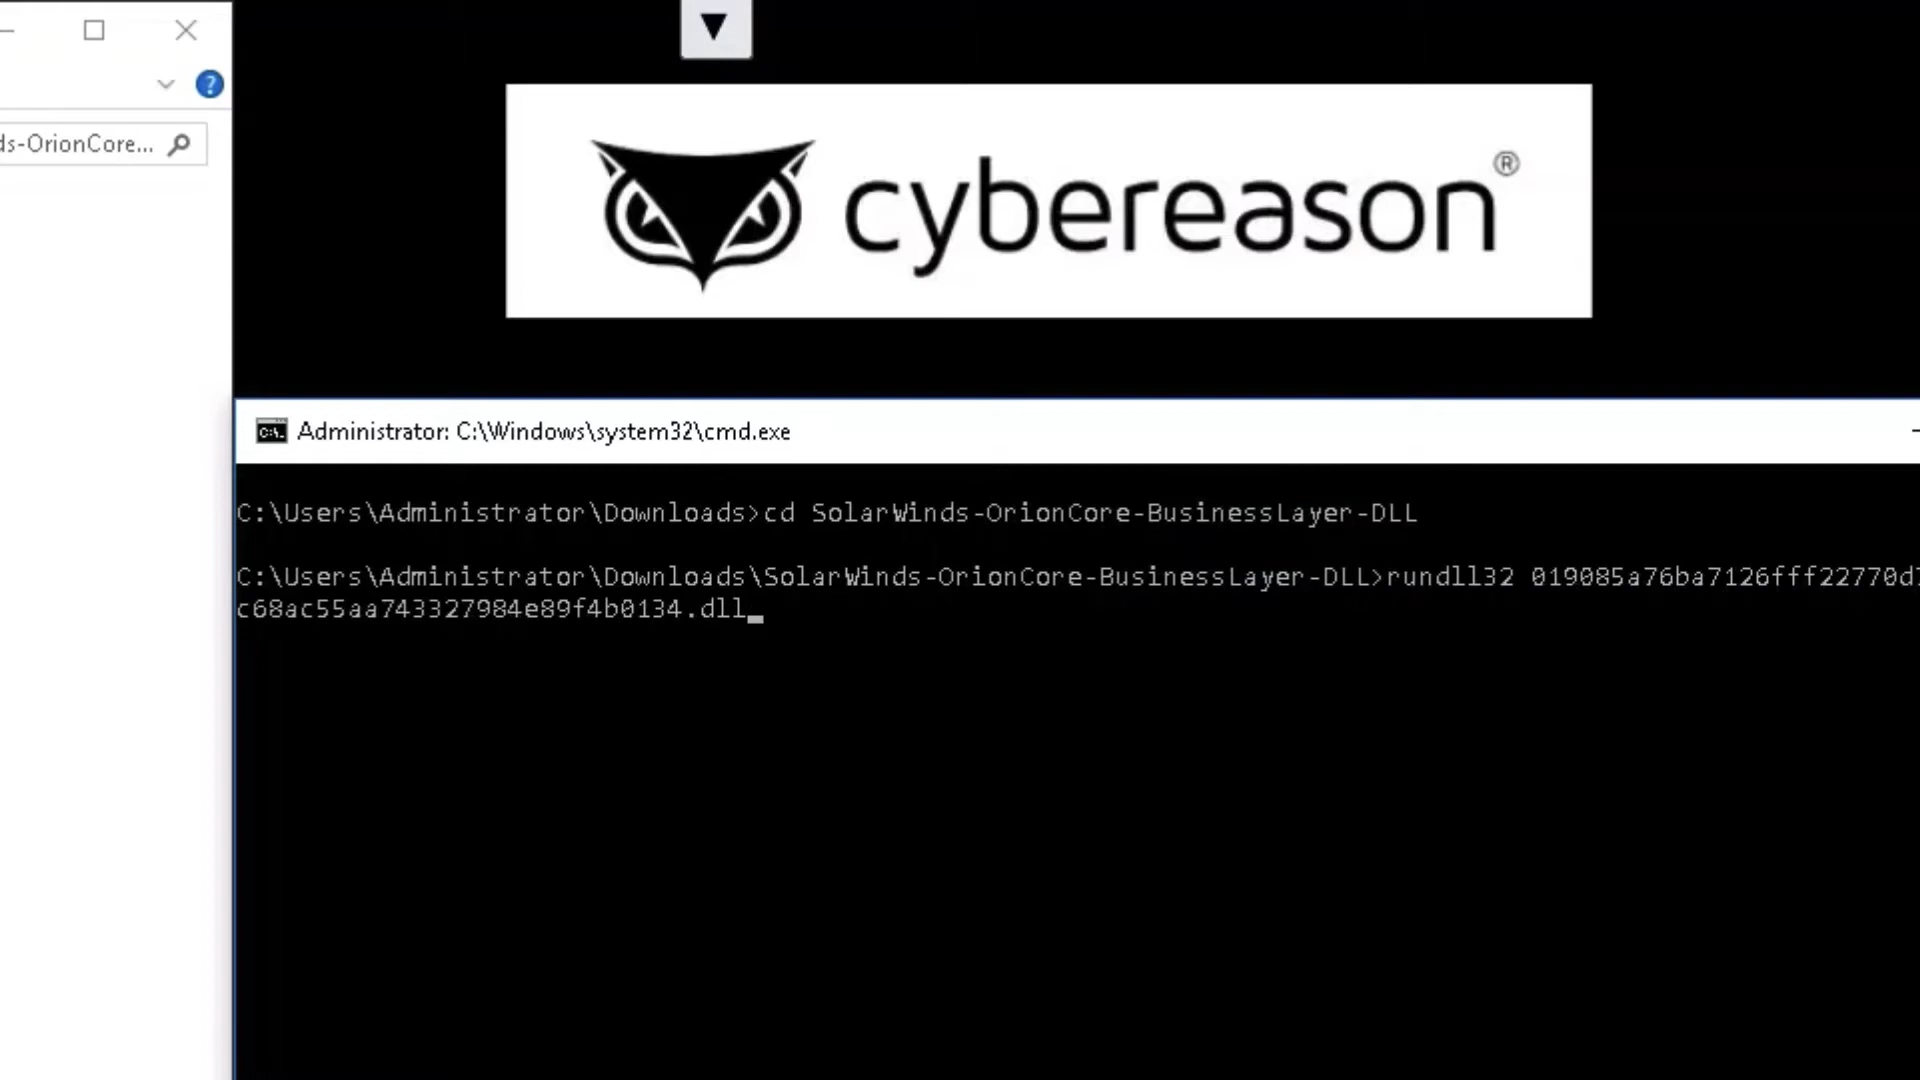 ds-OrionCore...
cybereason®
Administrator: C:\Windows\system32\cmd.exe
C:\Users\Administrator\Downloads>cd SolarWinds-OrionCore-BusinessLayer-DLL
C:\Users\Administrator\Downloads\SolarWinds-OrionCore-BusinessLayer-DLL>rundll32 019085a76ba7126fff22770d
c68ac55aa743327984e89f4b0134.dll